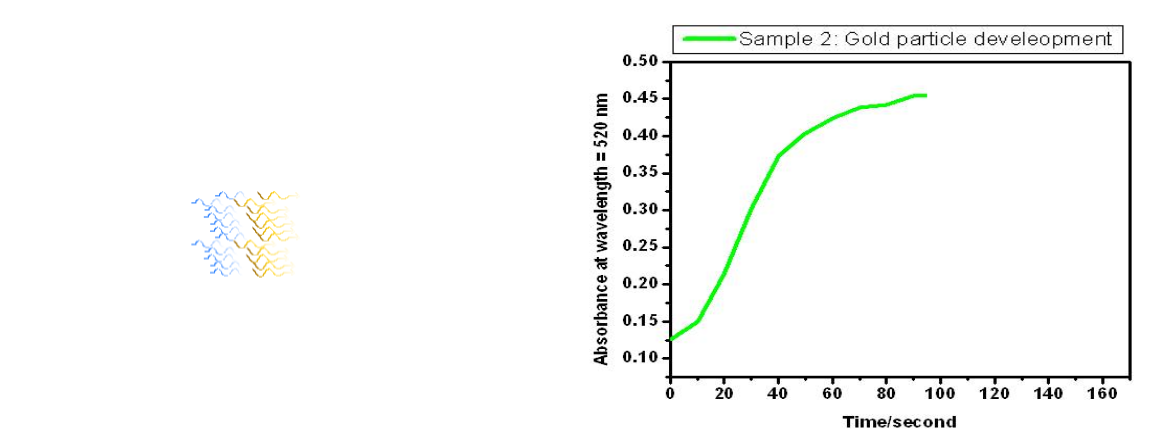 Sample 2: Gold particle develeopment
0.50
0.45
0.40
0.35
0.30
0.25
0.20
0.15
0.10
Absorbance at wavelength = 520 nm
0 20 40 60 80 100 120 140 160
Time/second